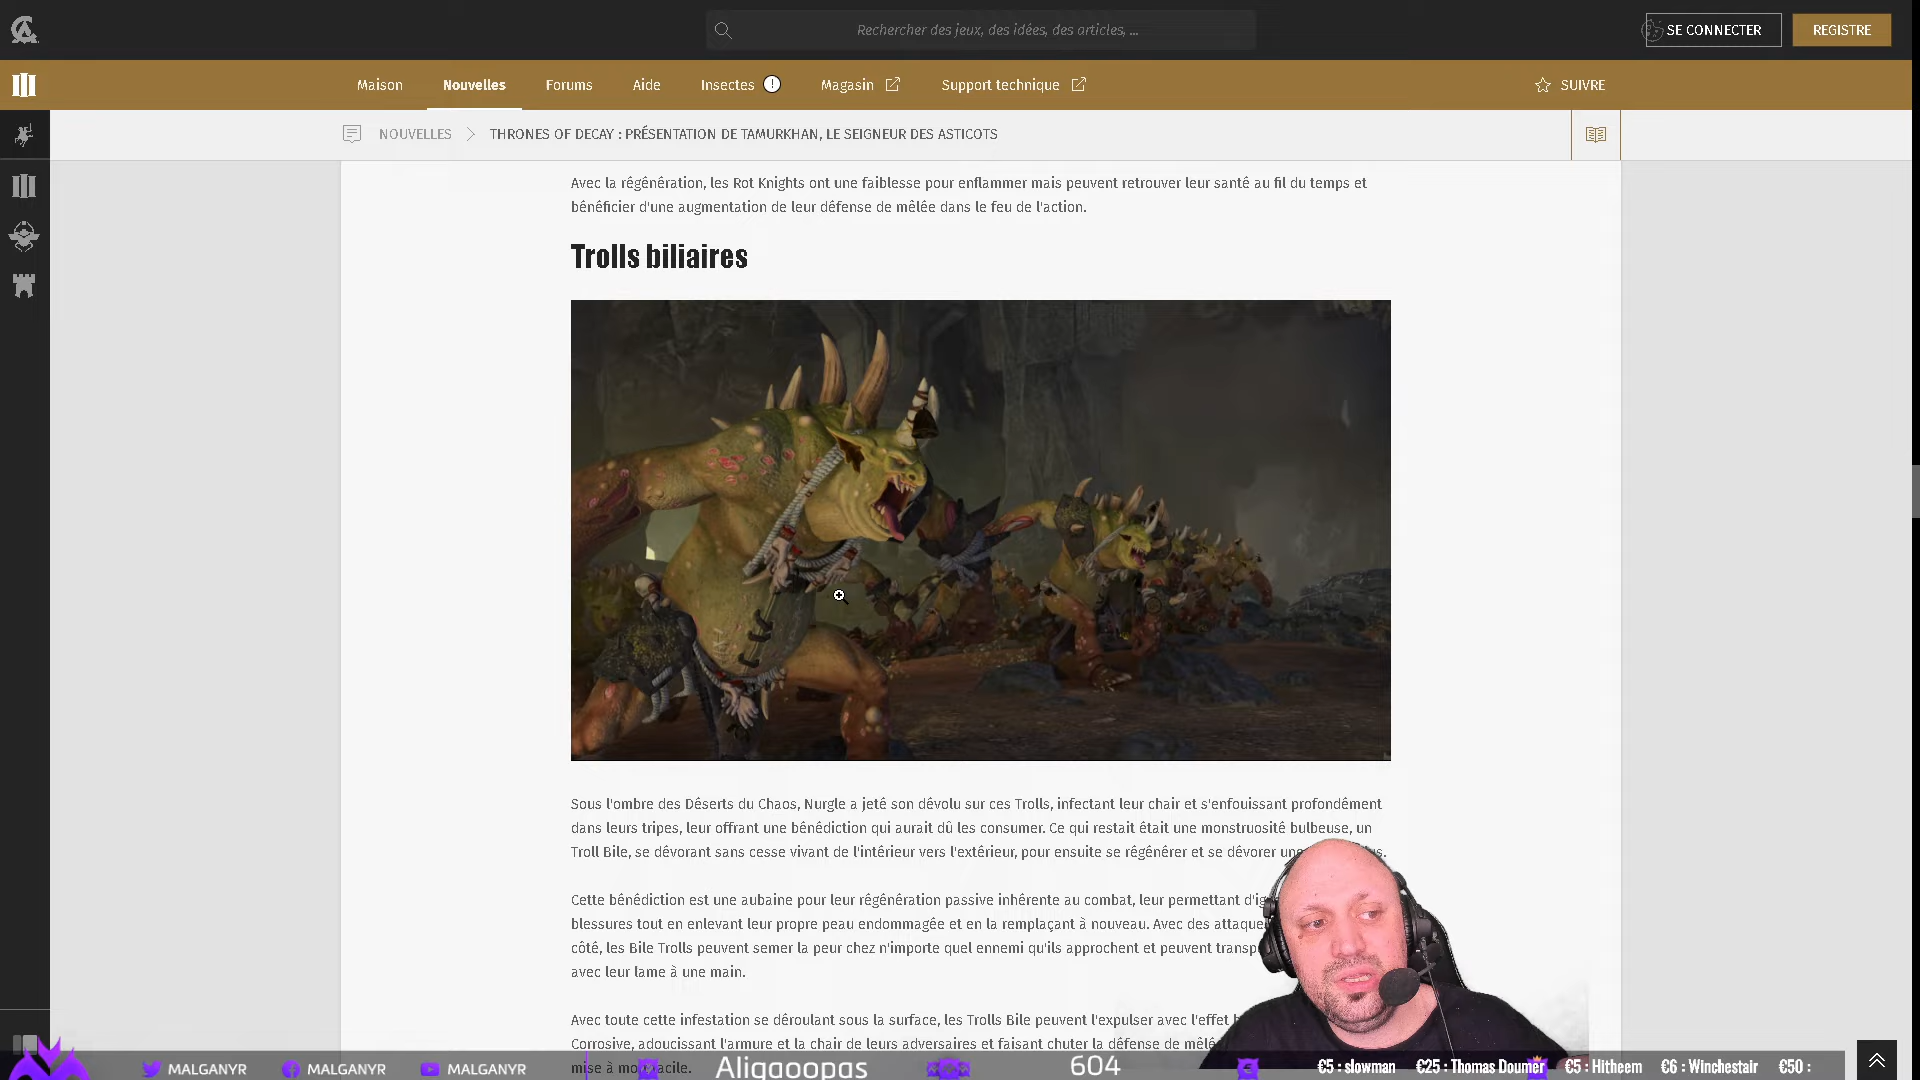 Rechercher des jeux, des idées, des articles, ...
SE CONNECTER
REGISTRE
Maison
Nouvelles
Forums
Aide
Insectes
Magasin
Support technique
SUIVRE
NOUVELLES
THRONES OF DECAY : PRÉSENTATION DE TAMURKHAN, LE SEIGNEUR DES ASTICOTS
Avec la régénération, les Rot Knights ont une faiblesse pour enflammer mais peuvent retrouver leur santé au fil du temps et
bénéficier d'une augmentation de leur défense de mêlée dans le feu de l'action.
Trolls biliaires
Sous l'ombre des Déserts du Chaos, Nurgle a jeté son dévolu sur ces Trolls, infectant leur chair et s'enfouissant profondément
dans leurs tripes, leur offrant une bénédiction qui aurait dû les consumer. Ce qui restait était une monstruosité bulbeuse, un
Troll Bile, se dévorant sans cesse vivant de l'intérieur vers l'extérieur, pour ensuite se régénérer et se dévorer
Cette bénédiction est une aubaine pour leur régénération passive inhérente au combat, leur permettant
blessures tout en enlevant leur propre peau endommagée et en la remplaçant à nouveau. Avec des
côté, les Bile Trolls peuvent semer la peur chez n'importe quel ennemi qu'ils approchent et peuvent
avec leur lame à une main.
Avec toute cette infestation se déroulant sous la surface, les Trolls Bile peuvent l'expulser avec l'effet
Corrosive, adoucissant l'armure et la chair de leurs adversaires et faisant chuter la défense de
mise à
MALGANYR
MALGANYR
MALGANYR
Aligaoopas
604
€5 : slowman
€25 : Thomas Doumer
€5 : Hitheem
€6 : Winchestair
€50 :